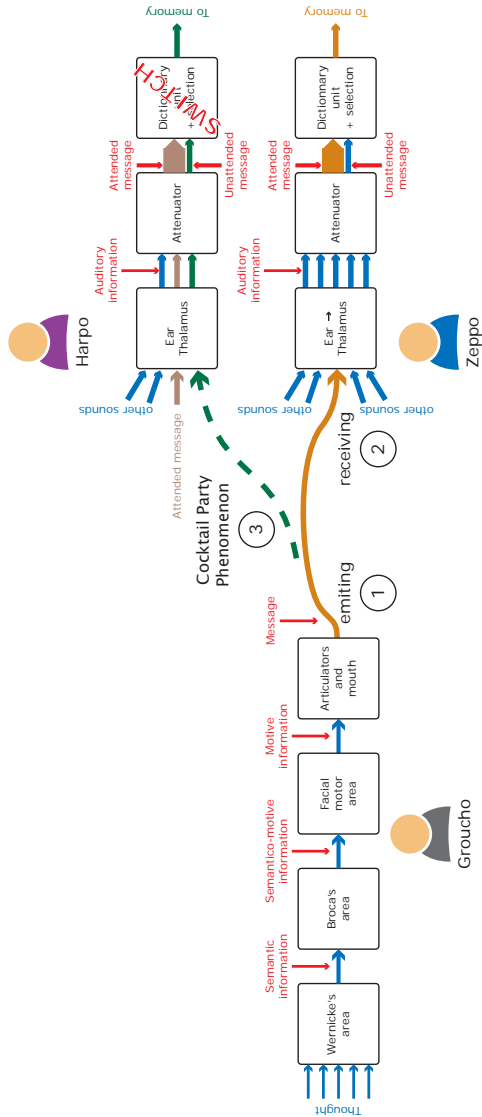 Thought
Wernicke's
area
Semantic
information
Broca's
area
Semantico-motive
information
Facial
motor
area
Motive
information
Articulators
and
mouth
Message
Groucho
emiting
1
receiving
2
Cocktail Party
Phenomenon
3
Attended message
other sounds
Harpo
Ear
Thalamus
Auditory
information
Attenuator
Attended
message
Unattended
message
Dictionnary
unit
+ selection
SWITCH
To memory
other sounds
other sounds
Zeppo
Ear →
Thalamus
Auditory
information
Attenuator
Attended
message
Unattended
message
Dictionnary
unit
+ selection
To memory